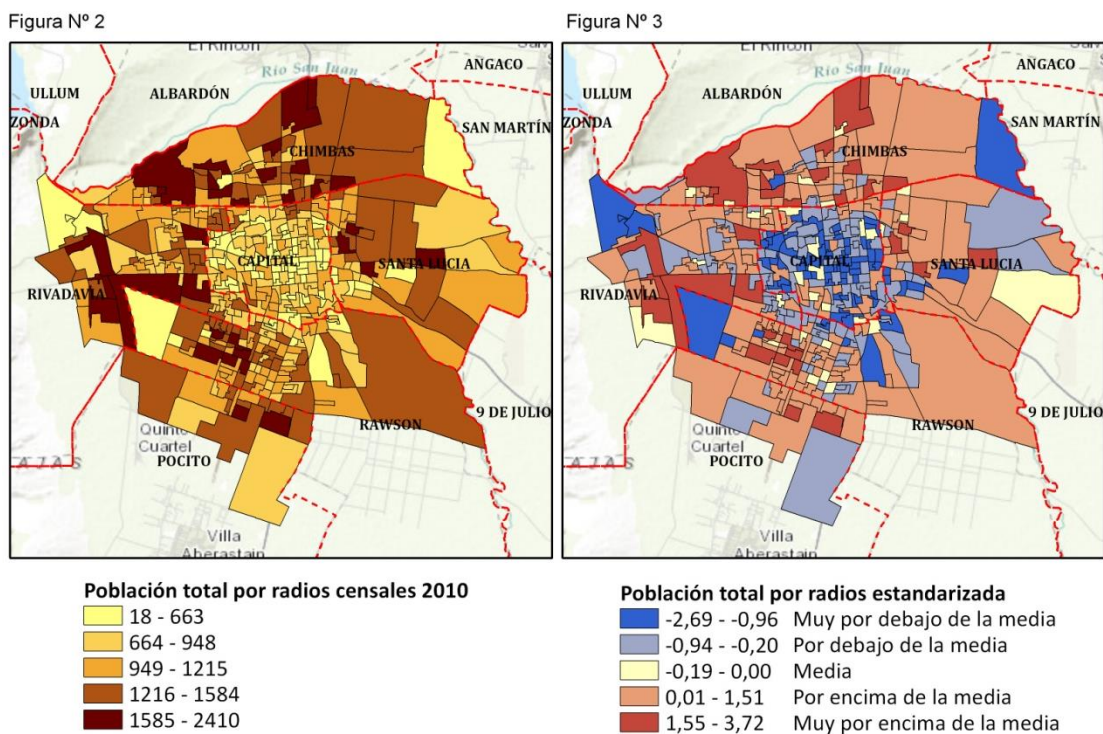 Figura Nº 2
El Rincón
Río San Juan
ANGACO
ULLUM
ALBARDÓN
ZONDA
SAN MARTÍN
CHIMBAS
CAPITAL
SANTA LUCIA
RIVADAVIA
9 DE JULIO
RAWSON
Quinto
Cuartel
POCITO
Villa
Aberastain
Población total por radios censales 2010
18 - 663
664 - 948
949 - 1215
1216 - 1584
1585 - 2410
Figura Nº 3
El Rincón
Río San Juan
ANGACO
ULLUM
ALBARDÓN
ZONDA
SAN MARTÍN
CHIMBAS
CAPITAL
SANTA LUCIA
RIVADAVIA
9 DE JULIO
RAWSON
Quinto
Cuartel
POCITO
Villa
Aberastain
Población total por radios estandarizada
-2,69 - -0,96 Muy por debajo de la media
-0,94 - -0,20 Por debajo de la media
-0,19 - 0,00 Media
0,01 - 1,51 Por encima de la media
1,55 - 3,72 Muy por encima de la media